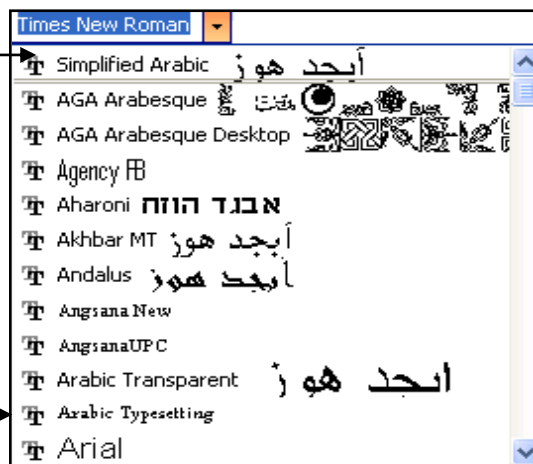 Times New Roman
Simplified Arabic أبجد هوز
AGA Arabesque
AGA Arabesque Desktop
Agency FB
Aharoni אבגד הוזח
Akhbar MT أبجد هوز
Andalus أبجد هوز
Angsana New
AngsanaUPC
Arabic Transparent أبجد هوز
Arabic Typesetting
Arial